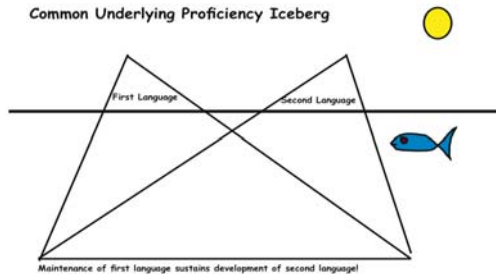 Common Underlying Proficiency Iceberg
First Language
Second Language
Maintenance of first language sustains development of second language!